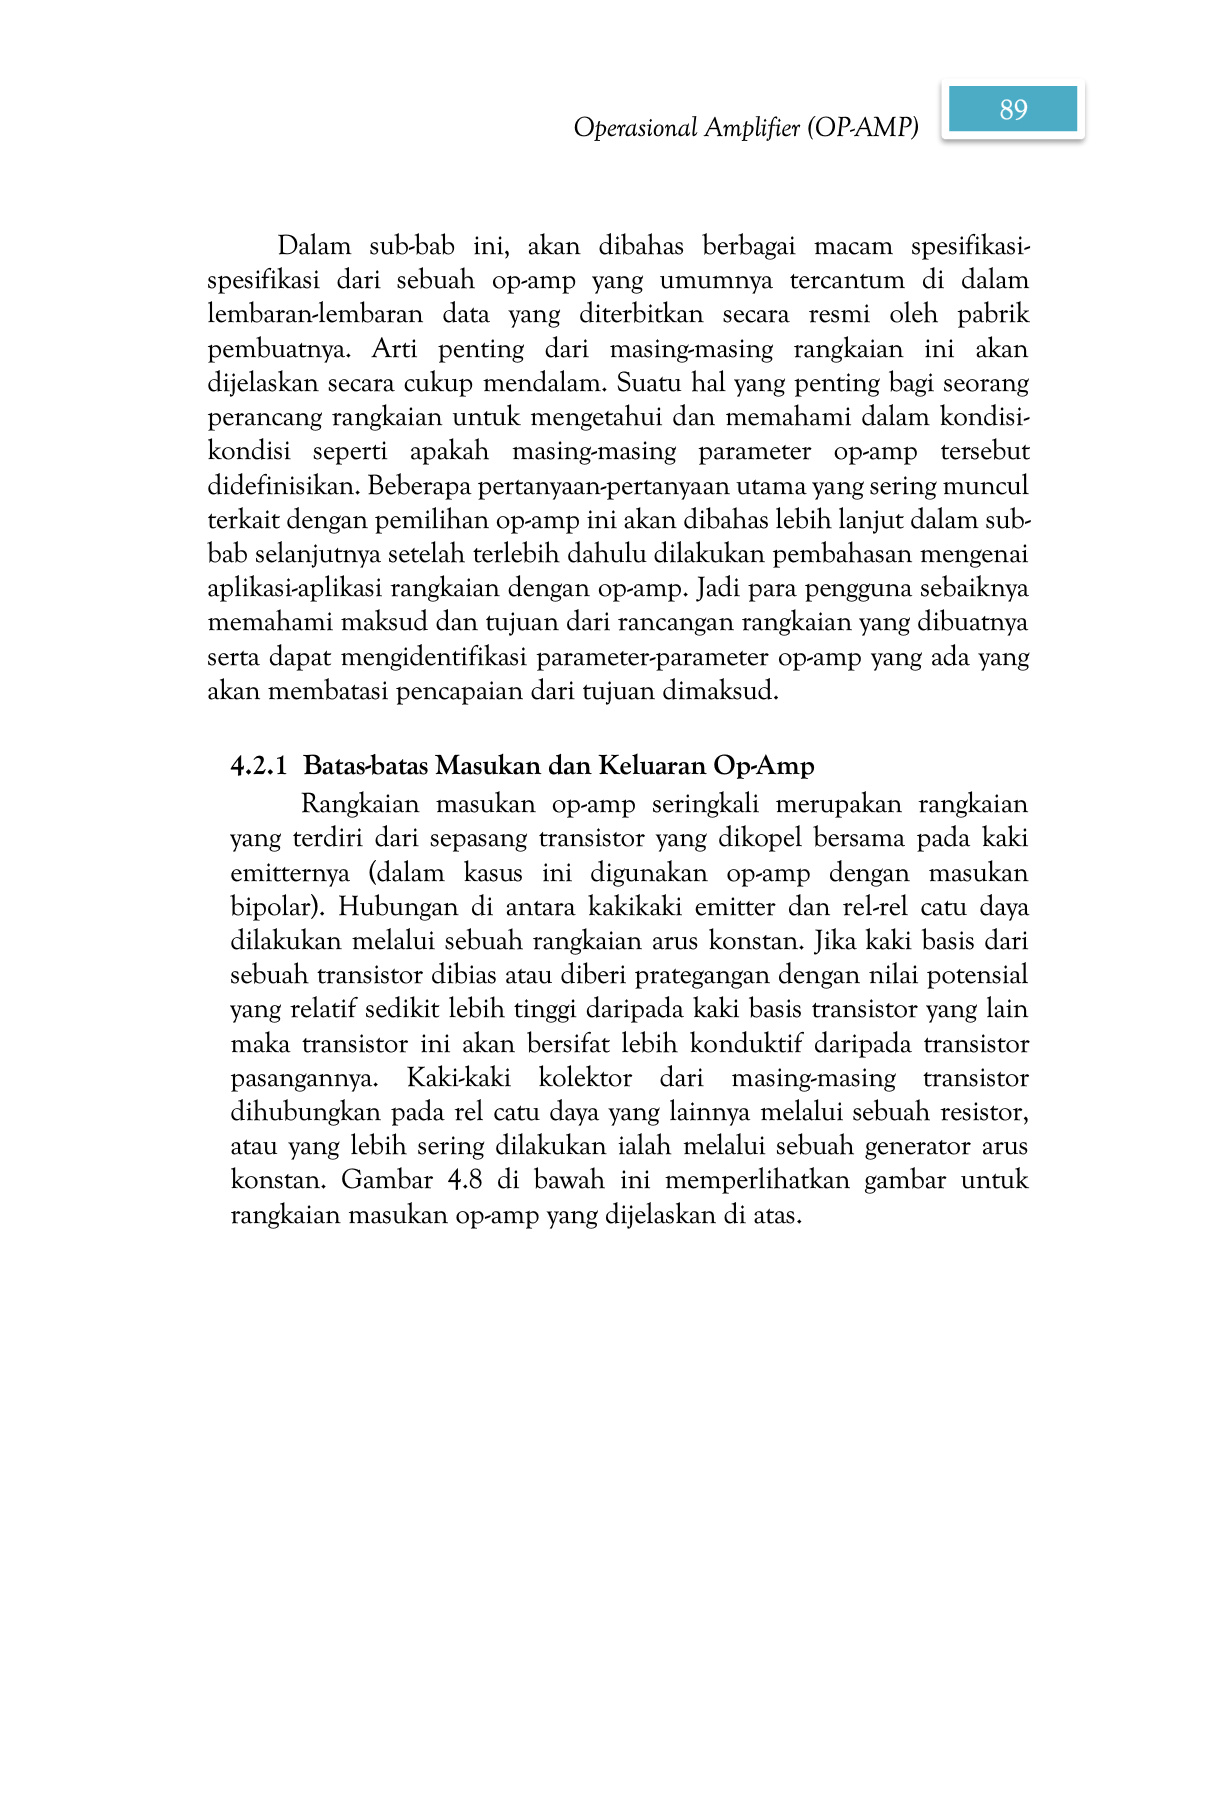 Operasional Amplifier (OP-AMP)
89
Dalam sub-bab ini, akan dibahas berbagai macam spesifikasi-
spesifikasi dari sebuah op-amp yang umumnya tercantum di dalam
lembaran-lembaran data yang diterbitkan secara resmi oleh pabrik
pembuatnya. Arti penting dari masing-masing rangkaian ini akan
dijelaskan secara cukup mendalam. Suatu hal yang penting bagi seorang
perancang rangkaian untuk mengetahui dan memahami dalam kondisi-
kondisi seperti apakah masing-masing parameter op-amp tersebut
didefinisikan. Beberapa pertanyaan-pertanyaan utama yang sering muncul
terkait dengan pemilihan op-amp ini akan dibahas lebih lanjut dalam sub-
bab selanjutnya setelah terlebih dahulu dilakukan pembahasan mengenai
aplikasi-aplikasi rangkaian dengan op-amp. Jadi para pengguna sebaiknya
memahami maksud dan tujuan dari rancangan rangkaian yang dibuatnya
serta dapat mengidentifikasi parameter-parameter op-amp yang ada yang
akan membatasi pencapaian dari tujuan dimaksud.
4.2.1 Batas-batas Masukan dan Keluaran Op-Amp
Rangkaian masukan op-amp seringkali merupakan rangkaian
yang terdiri dari sepasang transistor yang dikopel bersama pada kaki
emitternya (dalam kasus ini digunakan op-amp dengan masukan
bipolar). Hubungan di antara kakikaki emitter dan rel-rel catu daya
dilakukan melalui sebuah rangkaian arus konstan. Jika kaki basis dari
sebuah transistor dibias atau diberi prategangan dengan nilai potensial
yang relatif sedikit lebih tinggi daripada kaki basis transistor yang lain
maka transistor ini akan bersifat lebih konduktif daripada transistor
pasangannya. Kaki-kaki kolektor dari masing-masing transistor
dihubungkan pada rel catu daya yang lainnya melalui sebuah resistor,
atau yang lebih sering dilakukan ialah melalui sebuah generator arus
konstan. Gambar 4.8 di bawah ini memperlihatkan gambar untuk
rangkaian masukan op-amp yang dijelaskan di atas.